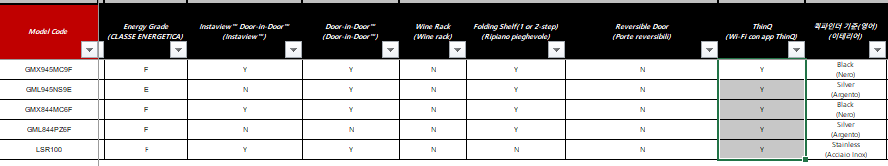 Model Code
Energy Grade
(CLASSE ENERGETICA)
Instaview™ Door-in-Door™
(Instaview™)
Door-in-Door™
(Door-in-Door™)
Wine Rack
(Wine rack)
Folding Shelf(1 or 2-step)
(Ripiano pieghevole)
Reversible Door
(Porte reversibili)
ThinQ
(Wi-Fi con app ThinQ)
퀵파인더 기준(영어)
(이태리어)
GMX945MC9F F Y Y N Y N Y Black
(Nero)
GML945NS9E E N Y N Y N Y Silver
(Argento)
GMX844MC6F F Y Y N Y N Y Black
(Nero)
GML844PZ6F F N N N Y N Y Silver
(Argento)
LSR100 F Y Y N N N Y Stainless
(Acciaio Inox)